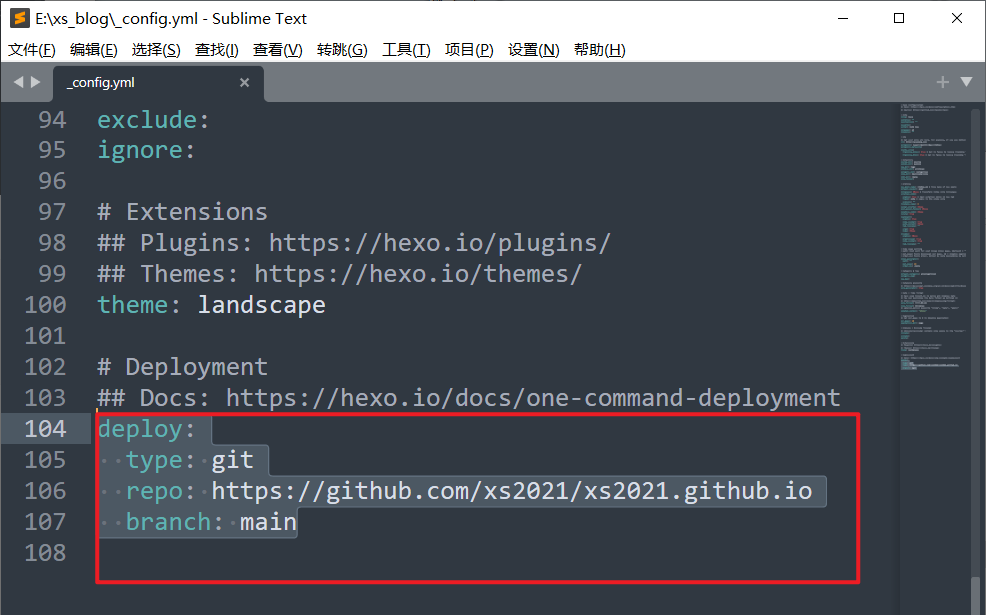 E:\xs_blog\_config.yml - Sublime Text
文件(F) 编辑(E) 选择(S) 查找(I) 查看(V) 转跳(G) 工具(T) 项目(P) 设置(N) 帮助(H)
_config.yml
94 exclude:
95 ignore:
96
97 # Extensions
98 ## Plugins: https://hexo.io/plugins/
99 ## Themes: https://hexo.io/themes/
100 theme: landscape
101
102 # Deployment
103 ## Docs: https://hexo.io/docs/one-command-deployment
104 deploy:
105 type: git
106 repo: https://github.com/xs2021/xs2021.github.io
107 branch: main
108